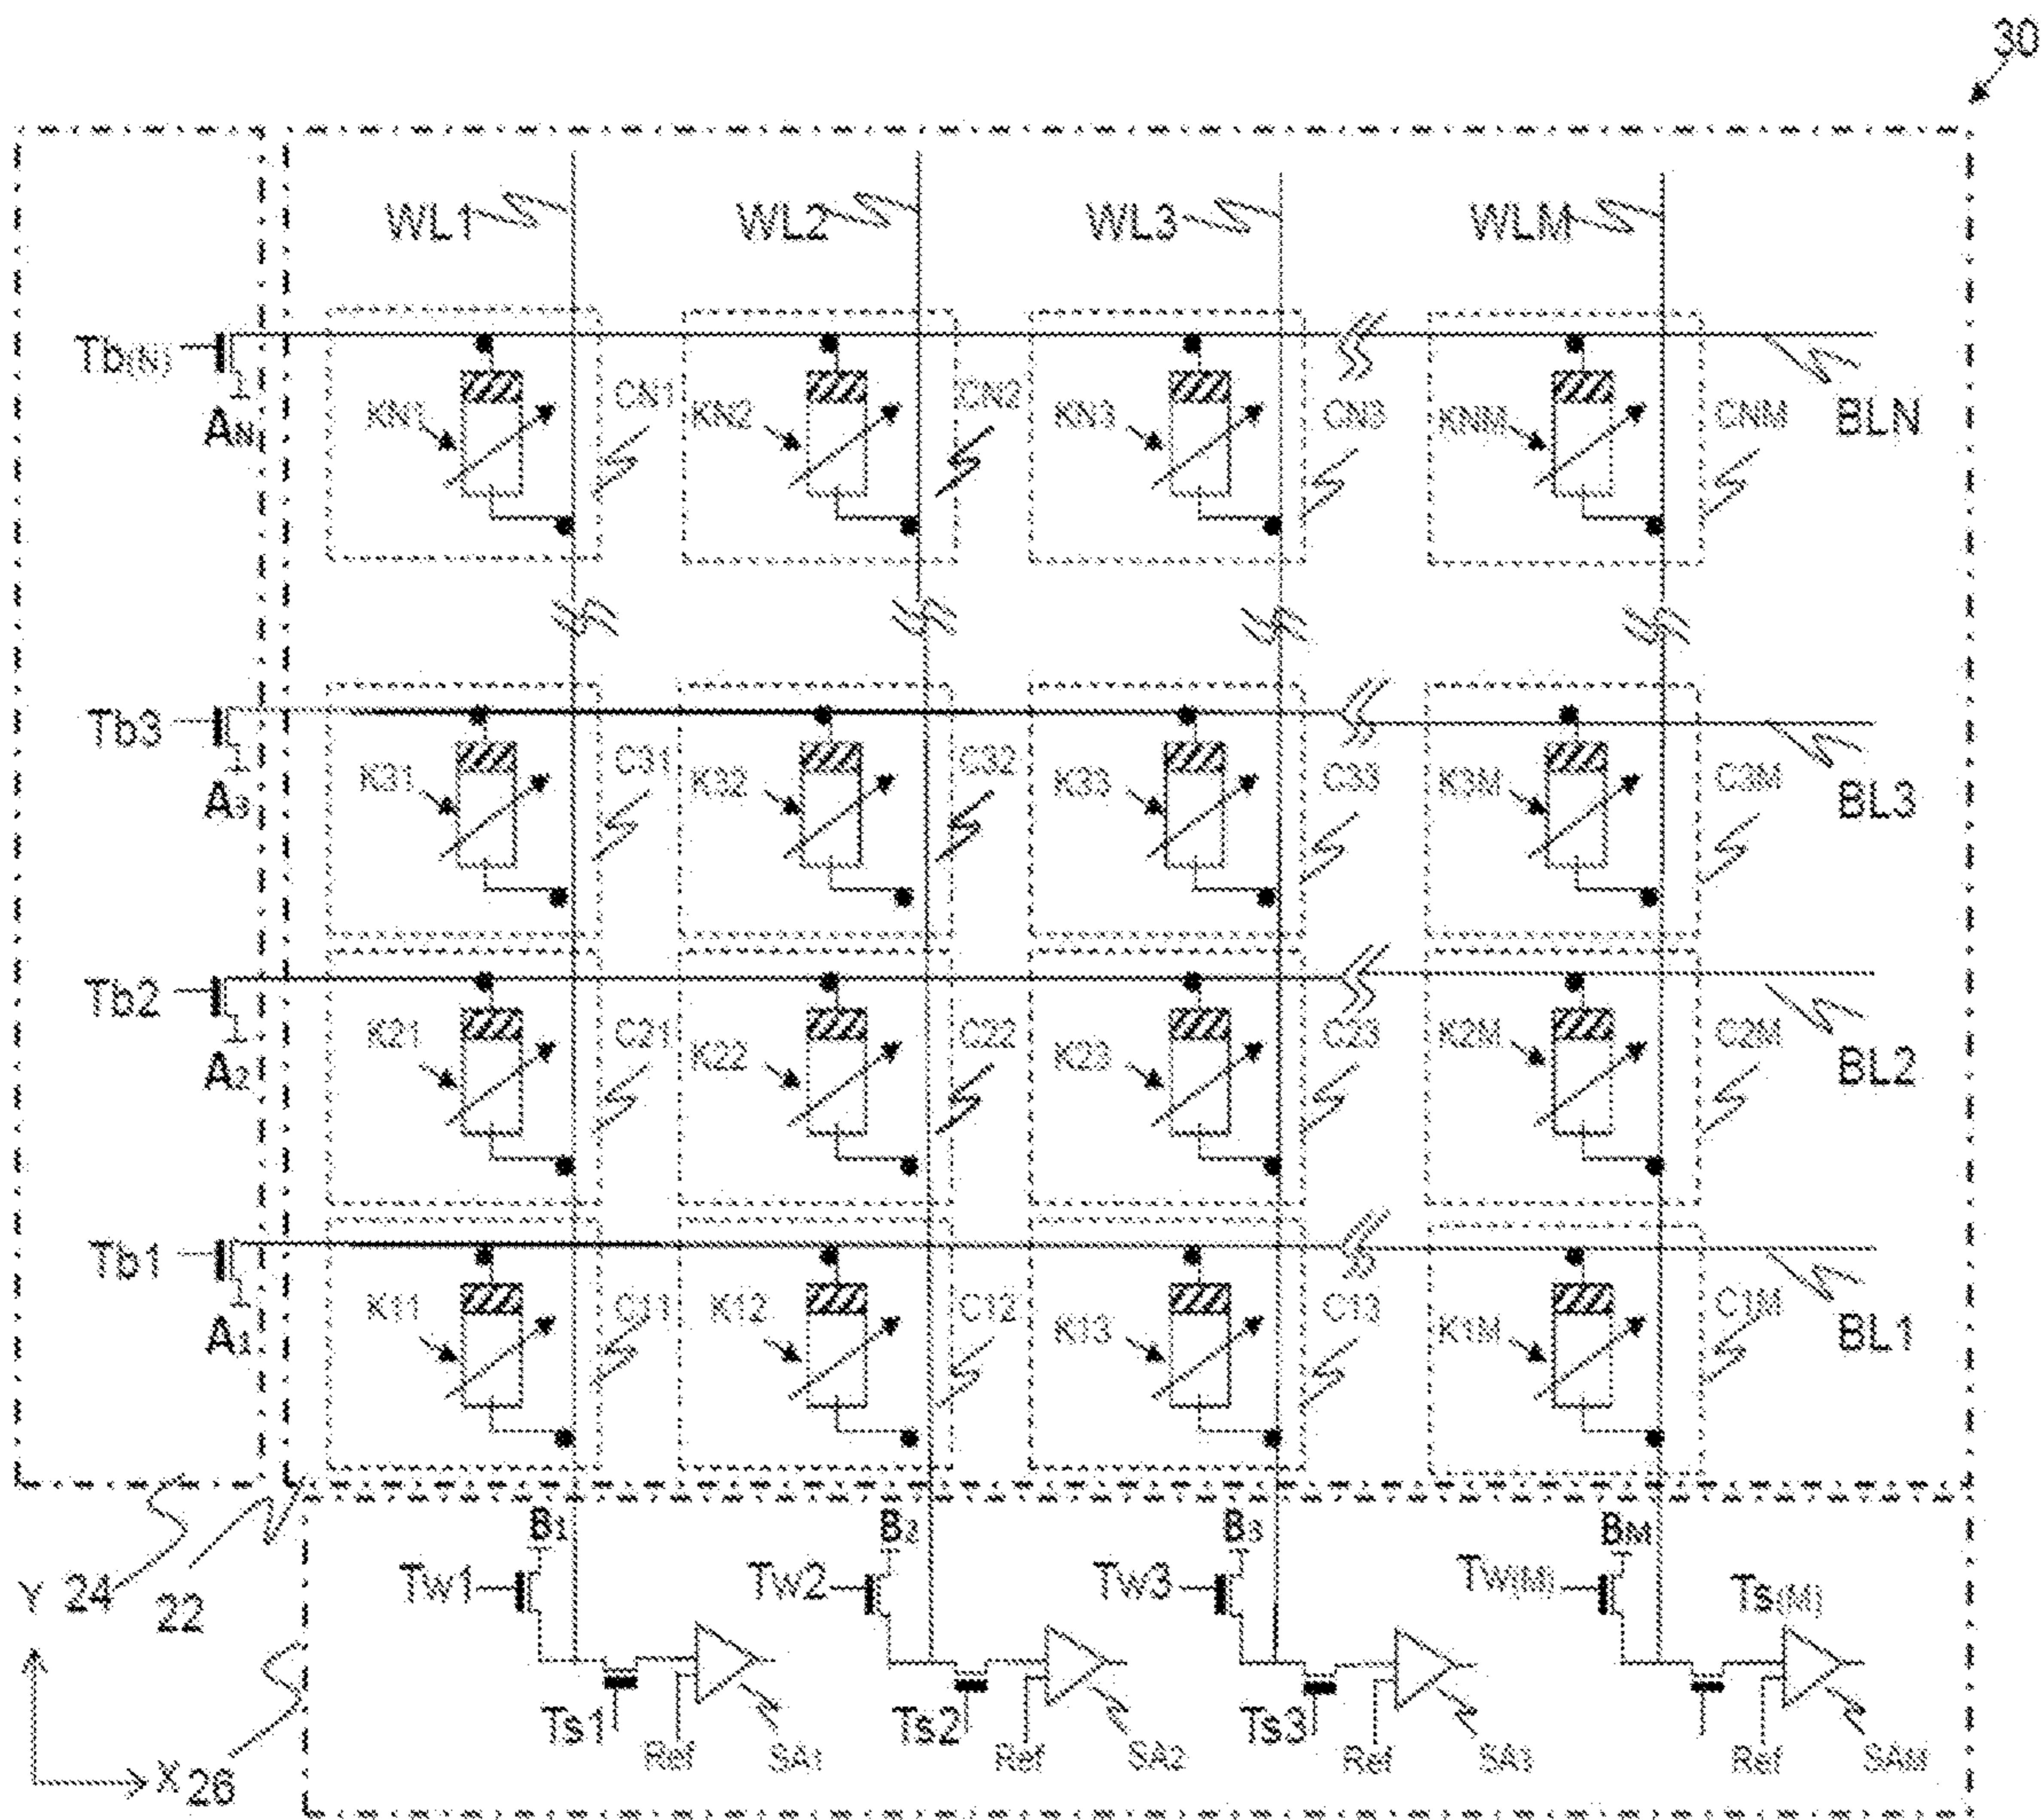 30
WL1 WL2 WL3 WLM
Tb(N)
AN
KN1 CN1 KN2 CN2 KN3 CN3 KNM CNM
BLN
Tb3
A3
K31 C31 K32 C32 K33 C33 K3M C3M
BL3
Tb2
A2
K21 C21 K22 C22 K23 C23 K2M C2M
BL2
Tb1
A1
K11 C11 K12 C12 K13 C13 K1M C1M
BL1
B1 B2 B3 BM
Tw1 Tw2 Tw3 Tw(M)
Y 24 22
Ts(M)
Ts1 Ts2 Ts3
Ref SA1 Ref SA2 Ref SA3 Ref SAM
X 26